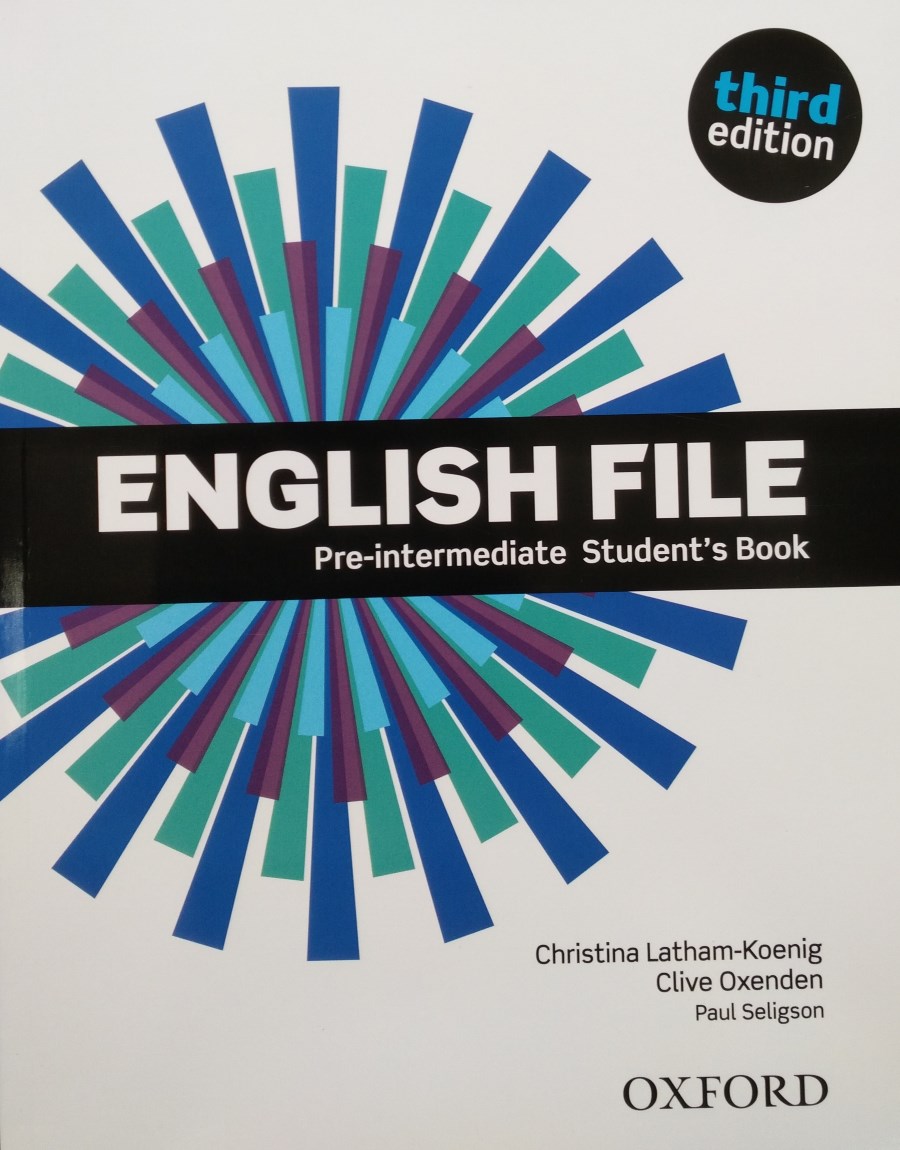 third
edition
ENGLISH FILE
Pre-intermediate Student's Book
Christina Latham-Koenig
Clive Oxenden
Paul Seligson
OXFORD